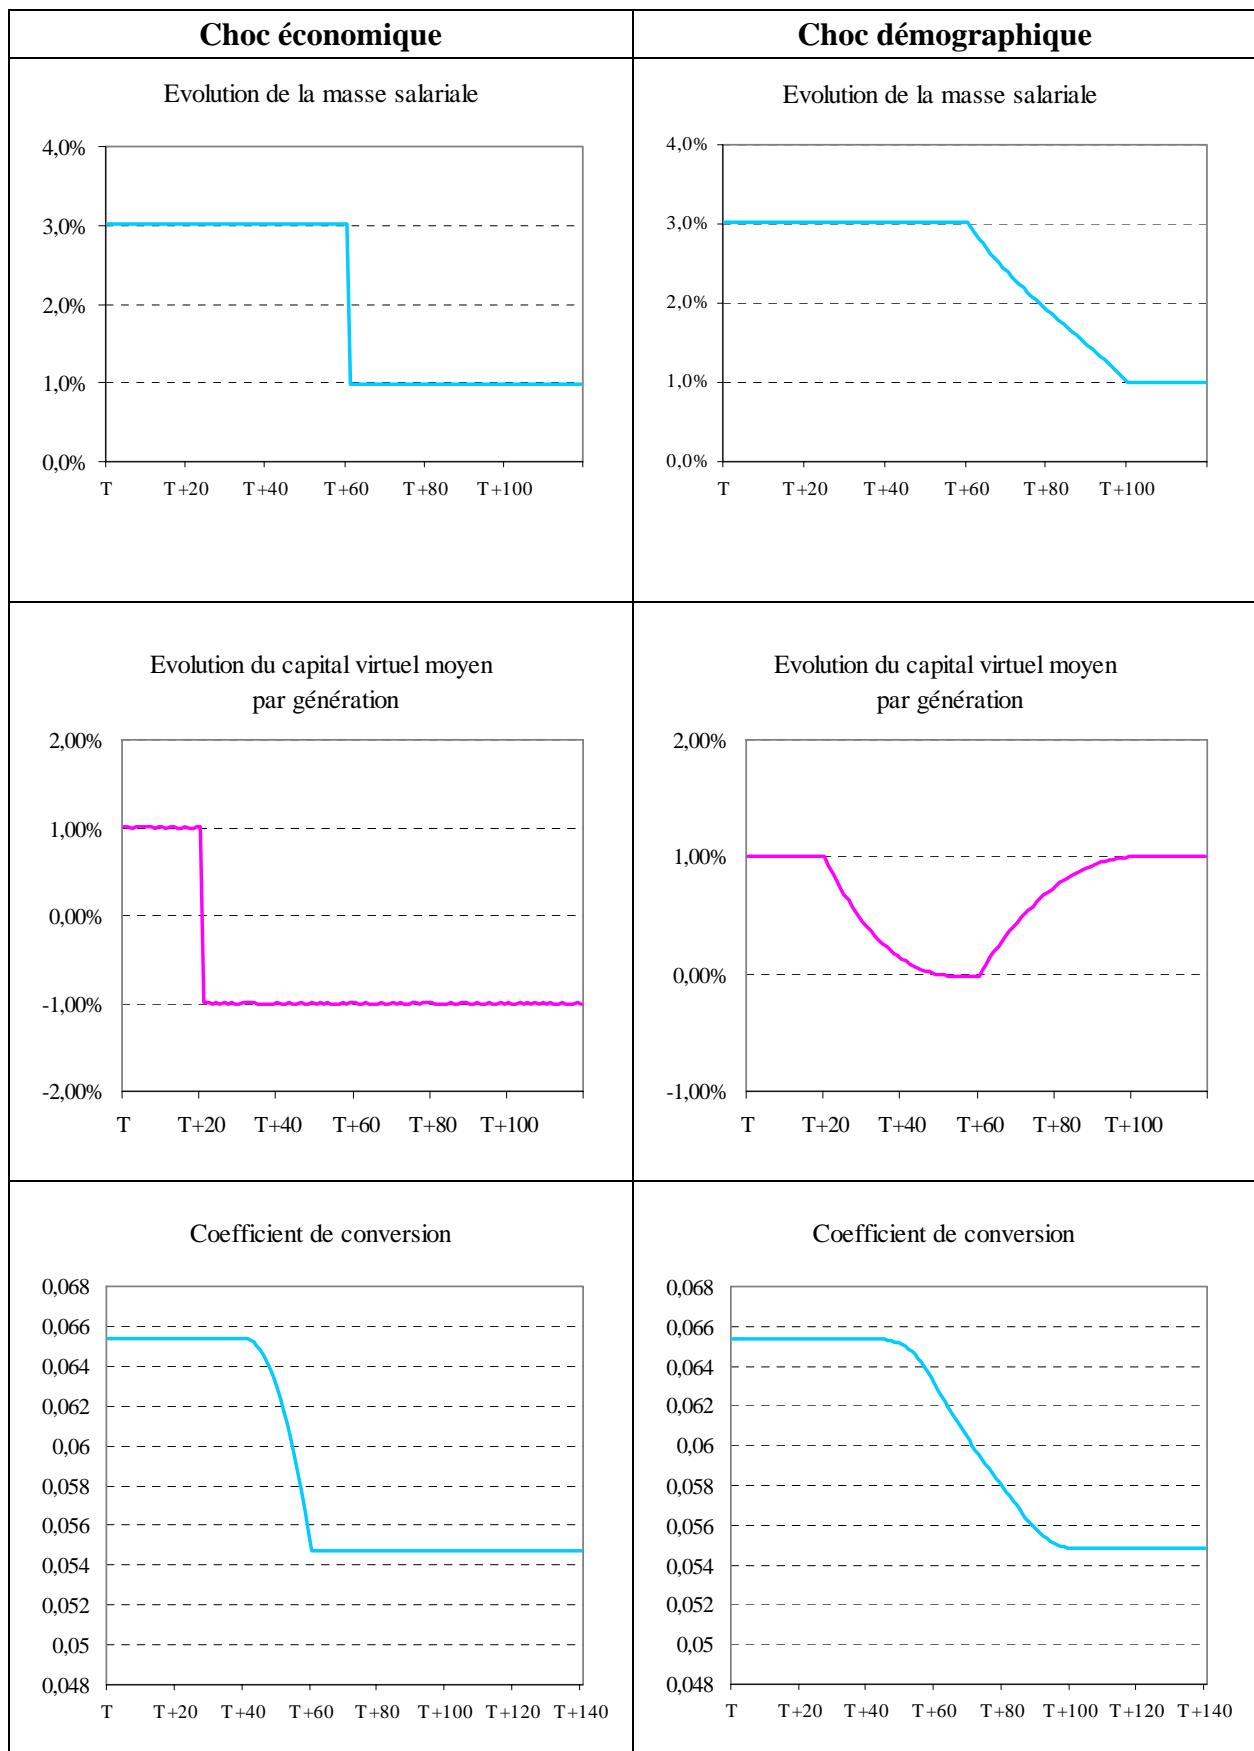 Choc économique
Choc démographique
Evolution de la masse salariale
4,0%
3,0%
2,0%
1,0%
0,0%
T T+20 T+40 T+60 T+80 T+100
Evolution de la masse salariale
4,0%
3,0%
2,0%
1,0%
0,0%
T T+20 T+40 T+60 T+80 T+100
Evolution du capital virtuel moyen
par génération
2,00%
1,00%
0,00%
-1,00%
-2,00%
T T+20 T+40 T+60 T+80 T+100
Evolution du capital virtuel moyen
par génération
2,00%
1,00%
0,00%
-1,00%
T T+20 T+40 T+60 T+80 T+100
Coefficient de conversion
0,068
0,066
0,064
0,062
0,06
0,058
0,056
0,054
0,052
0,05
0,048
T T+20 T+40 T+60 T+80 T+100 T+120 T+140
Coefficient de conversion
0,068
0,066
0,064
0,062
0,06
0,058
0,056
0,054
0,052
0,05
0,048
T T+20 T+40 T+60 T+80 T+100 T+120 T+140